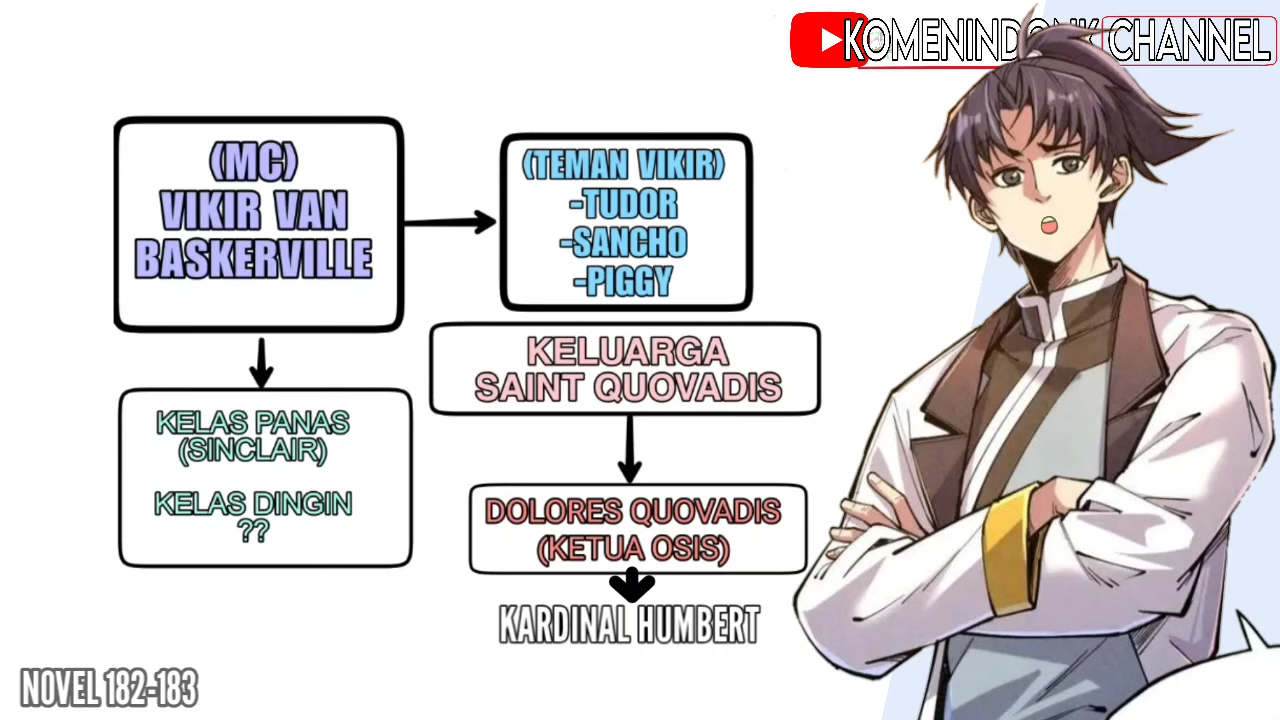 KOMENINDONK CHANNEL
(MC)
VIKIR VAN
BASKERVILLE
(TEMAN VIKIR)
-TUDOR
-SANCHO
-PIGGY
KELUARGA
SAINT QUOVADIS
KELAS PANAS
(SINCLAIR)
KELAS DINGIN
??
DOLORES QUOVADIS
(KETUA OSIS)
KARDINAL HUMBERT
NOVEL 182-183